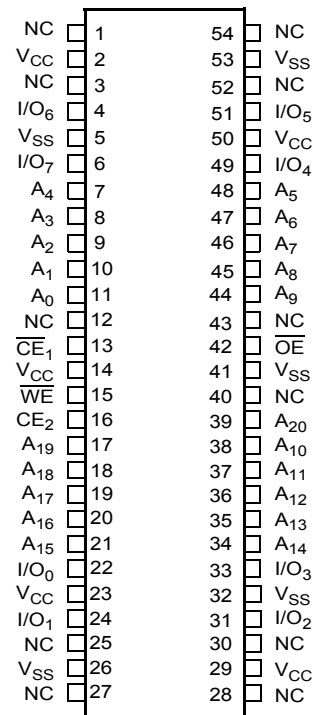 NC 1 54 NC
VCC 2 53 VSS
NC 3 52 NC
I/O6 4 51 I/O5
VSS 5 50 VCC
I/O7 6 49 I/O4
A4 7 48 A5
A3 8 47 A6
A2 9 46 A7
A1 10 45 A8
A0 11 44 A9
NC 12 43 NC
C̅E̅1 13 42 O̅E̅
VCC 14 41 VSS
W̅E̅ 15 40 NC
CE2 16 39 A20
A19 17 38 A10
A18 18 37 A11
A17 19 36 A12
A16 20 35 A13
A15 21 34 A14
I/O0 22 33 I/O3
VCC 23 32 VSS
I/O1 24 31 I/O2
NC 25 30 NC
VSS 26 29 VCC
NC 27 28 NC